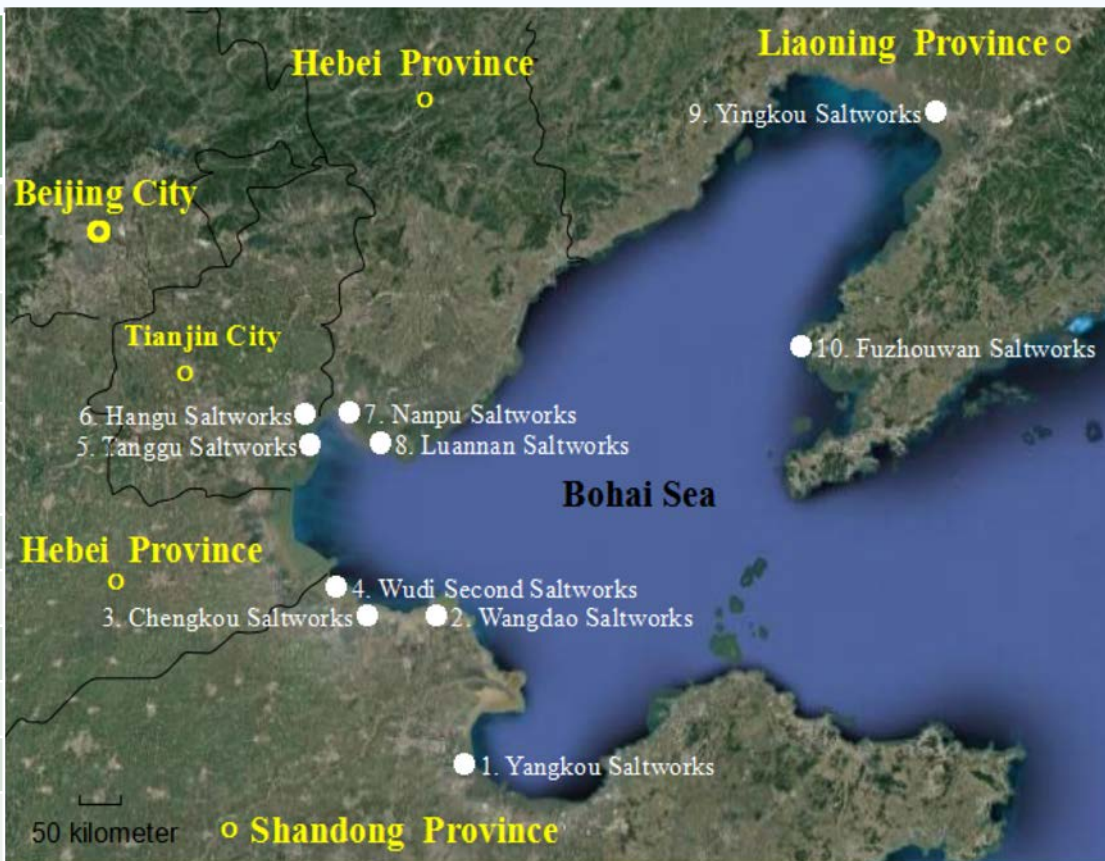 Liaoning Province
Hebei Province
9. Yingkou Saltworks
Beijing City
Tianjin City
10. Fuzhouwan Saltworks
6. Hangu Saltworks
7. Nanpu Saltworks
5. Tanggu Saltworks
8. Luannan Saltworks
Bohai Sea
Hebei Province
4. Wudi Second Saltworks
3. Chengkou Saltworks
2. Wangdao Saltworks
1. Yangkou Saltworks
50 kilometer
Shandong Province